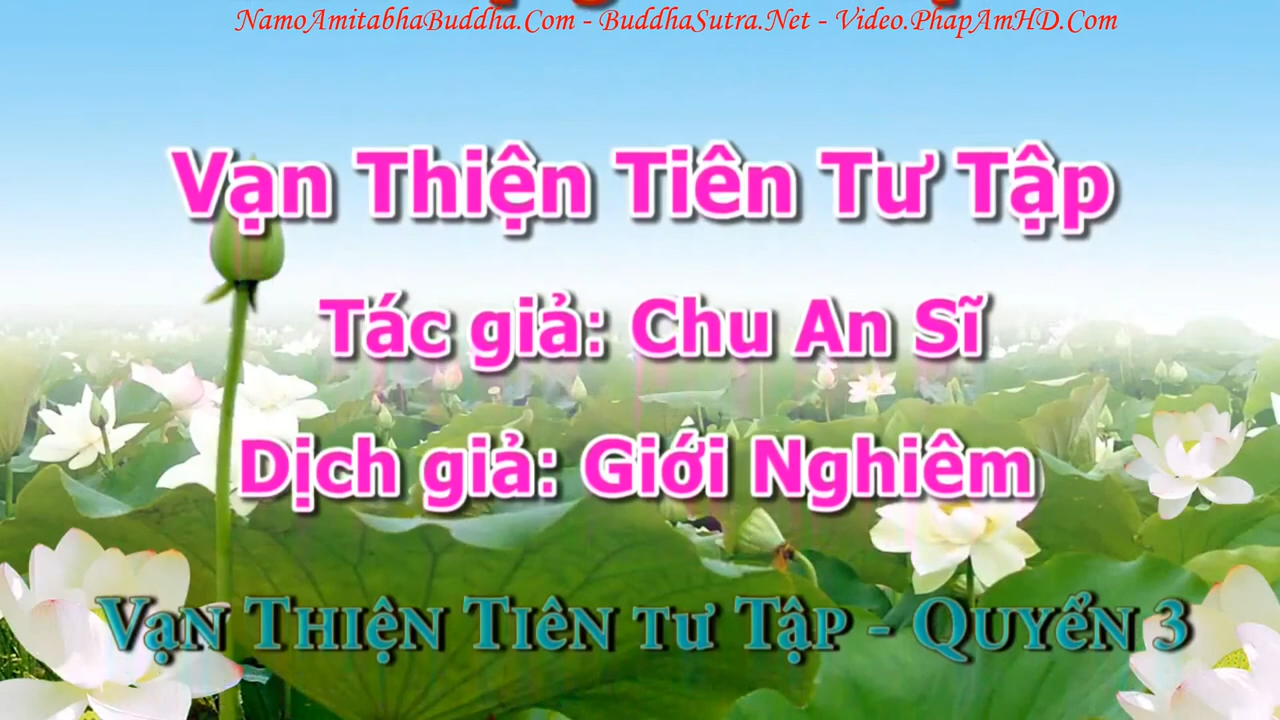 NamoAmitabhaBuddha.Com - BuddhaSutra.Net - Video.PhapAmHD.Com
Vạn Thiện Tiên Tư Tập
Tác giả: Chu An Sĩ
Dịch giả: Giới Nghiêm
Vạn Thiện Tiên tư Tập - Quyển 3